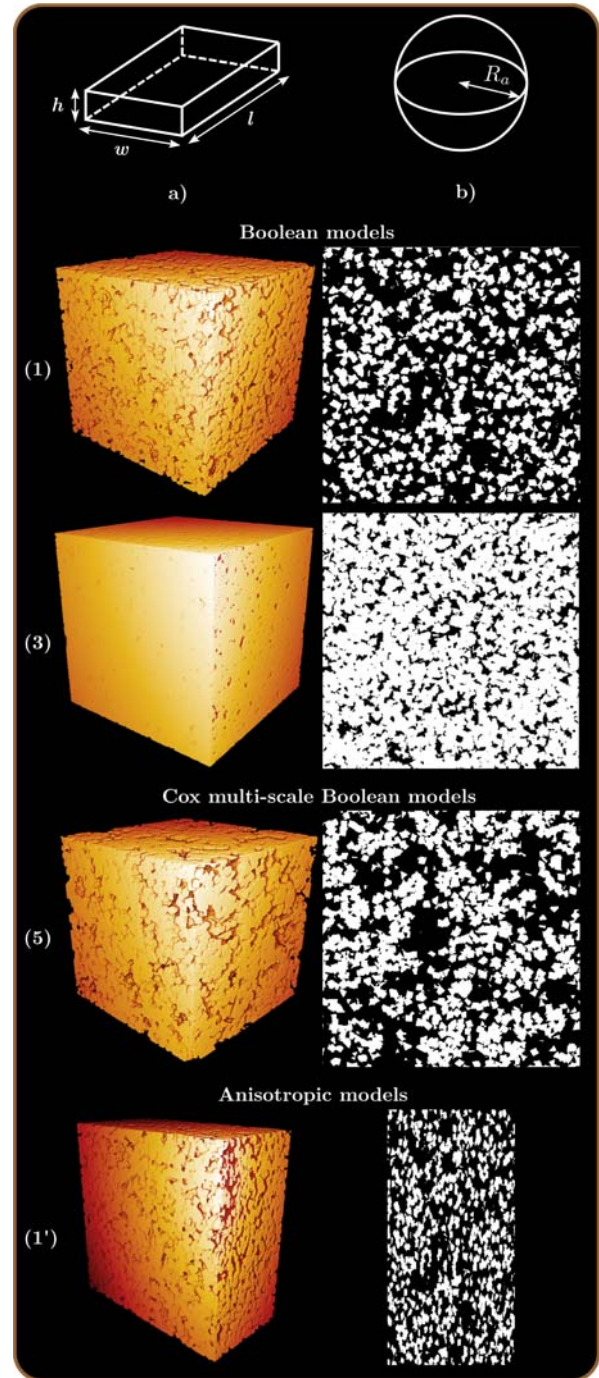 h
w
l
R_a
a)
b)
Boolean models
(1)
(3)
Cox multi-scale Boolean models
(5)
Anisotropic models
(1')